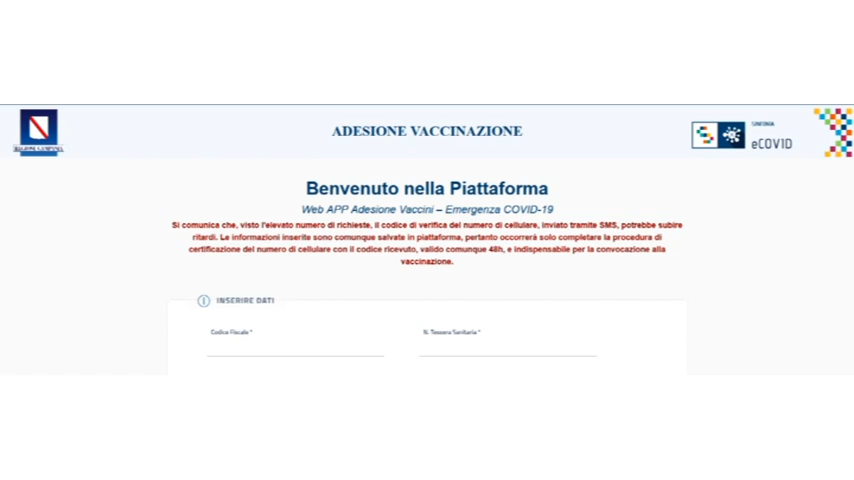 REGIONE CAMPANIA
ADESIONE VACCINAZIONE
SINFONIA
eCOVID
Benvenuto nella Piattaforma
Web APP Adesione Vaccini – Emergenza COVID-19
Si comunica che, visto l'elevato numero di richieste, il codice di verifica del numero di cellulare, inviato tramite SMS, potrebbe subire
ritardi. Le informazioni inserite sono comunque salvate in piattaforma, pertanto occorrerà solo completare la procedura di
certificazione del numero di cellulare con il codice ricevuto, valido comunque 48h, e indispensabile per la convocazione alla
vaccinazione.
INSERIRE DATI
Codice Fiscale *
N. Tessera Sanitaria *